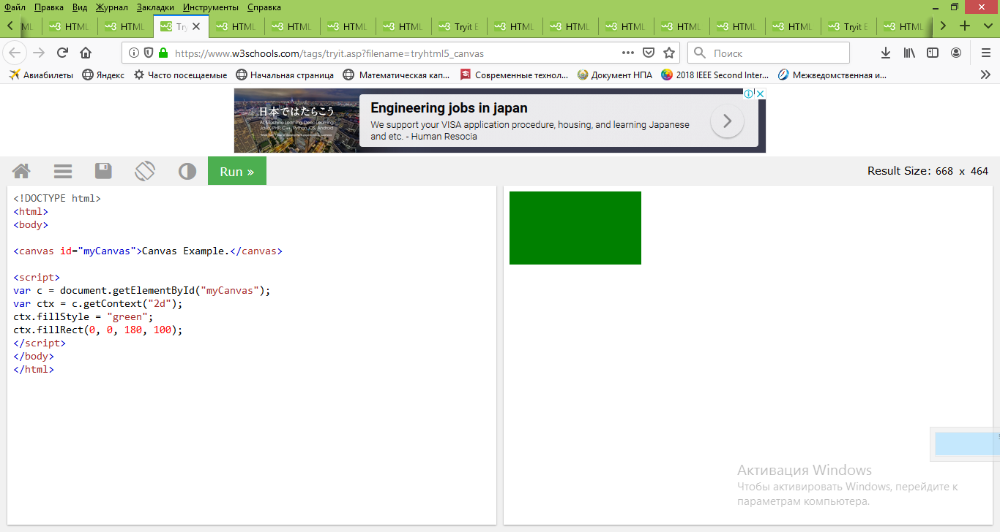 Файл Правка Вид Журнал Закладки Инструменты Справка
HTML HTML Try HTML HTML HTML HTML Tryit E HTML HTML HTML HTML HTML HTML Tryit E HTML
https://www.w3schools.com/tags/tryit.asp?filename=tryhtml5_canvas
Поиск
Авиабилеты Яндекс Часто посещаемые Начальная страница Математическая кап... Современные технол... Документ НПА 2018 IEEE Second Inter... Межведомственная и...
日本ではたらこう
Engineering jobs in japan
We support your VISA application procedure, housing, and learning Japanese
and etc. - Human Resocia
Run »
Result Size: 668 x 464
<!DOCTYPE html>
<html>
<body>
<canvas id="myCanvas">Canvas Example.</canvas>
<script>
var c = document.getElementById("myCanvas");
var ctx = c.getContext("2d");
ctx.fillStyle = "green";
ctx.fillRect(0, 0, 180, 100);
</script>
</body>
</html>
Активация Windows
Чтобы активировать Windows, перейдите к
параметрам компьютера.